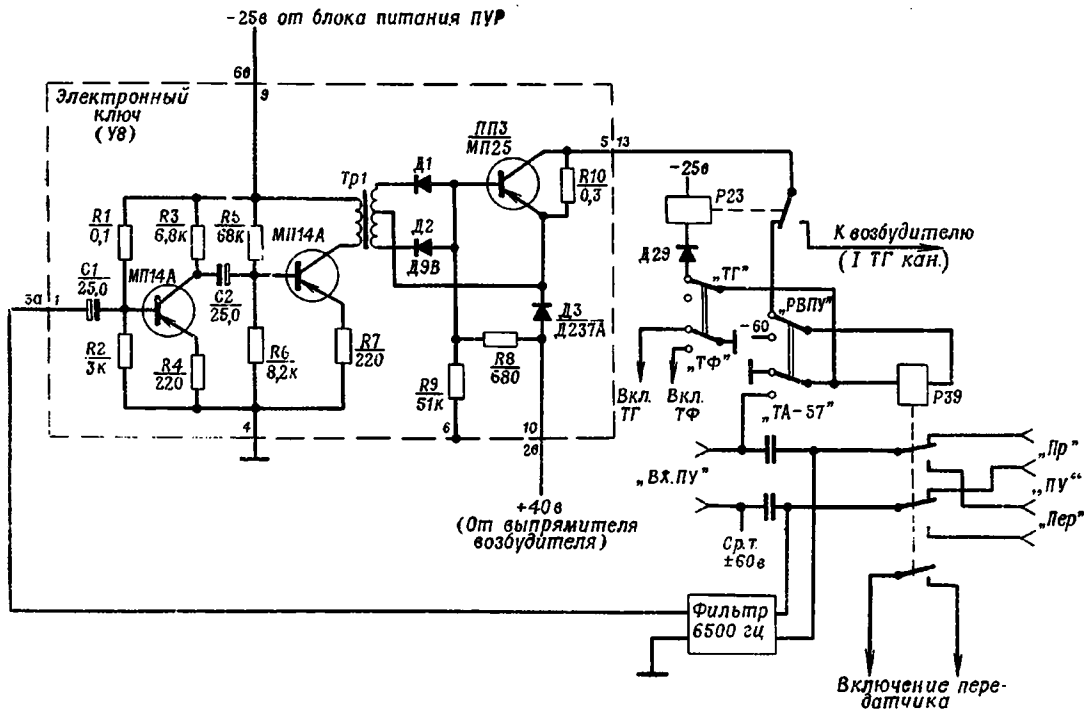 -25в от блока питания ПУР
6в
9
Электронный
ключ
(У8)
ПП3
МП25
5
13
R10
0,3
-25в
Р23
Тр1
Д1
Д2
Д9В
R1
0,1
R3
6,8к
R5
68к
МП14А
МП14А
C1
25,0
C2
25,0
3а
1
R2
3к
R4
220
R6
8,2к
R7
220
R8
680
R9
51к
Д3
Д237А
4
6
10
2в
+40в
(От выпрямителя
возбудителя)
К возбудителю
(I ТГ кан.)
Д29
„ТГ”
„РВПУ”
-60
„ТФ”
Вкл.
ТГ
Вкл.
ТФ
„ТА-57”
Р39
„ВХ.ПУ”
Ср.т.
±60в
„Пр”
„ПУ“
„Пер”
Фильтр
6500 гц
Включение пере-
датчика